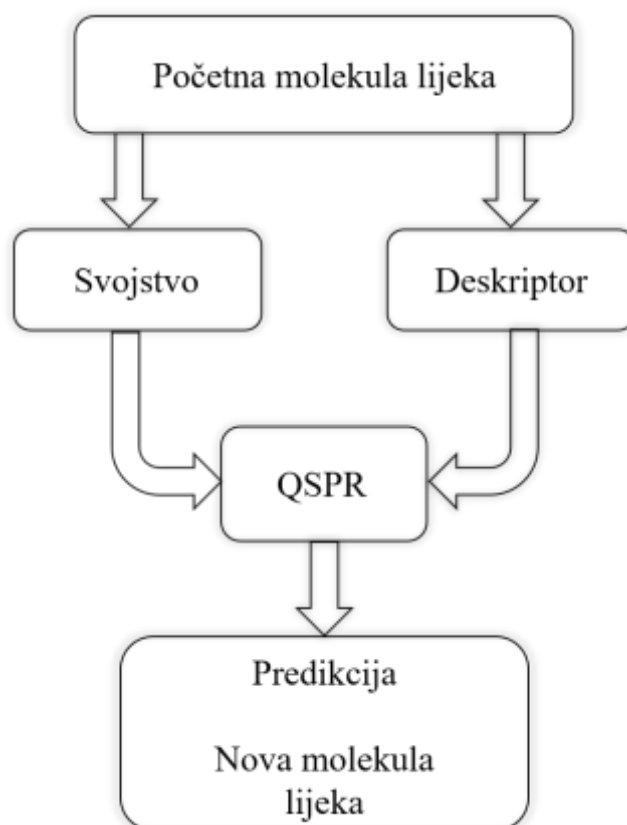 Početna molekula lijeka
Svojstvo
Deskriptor
QSPR
Predikcija
Nova molekula
lijeka